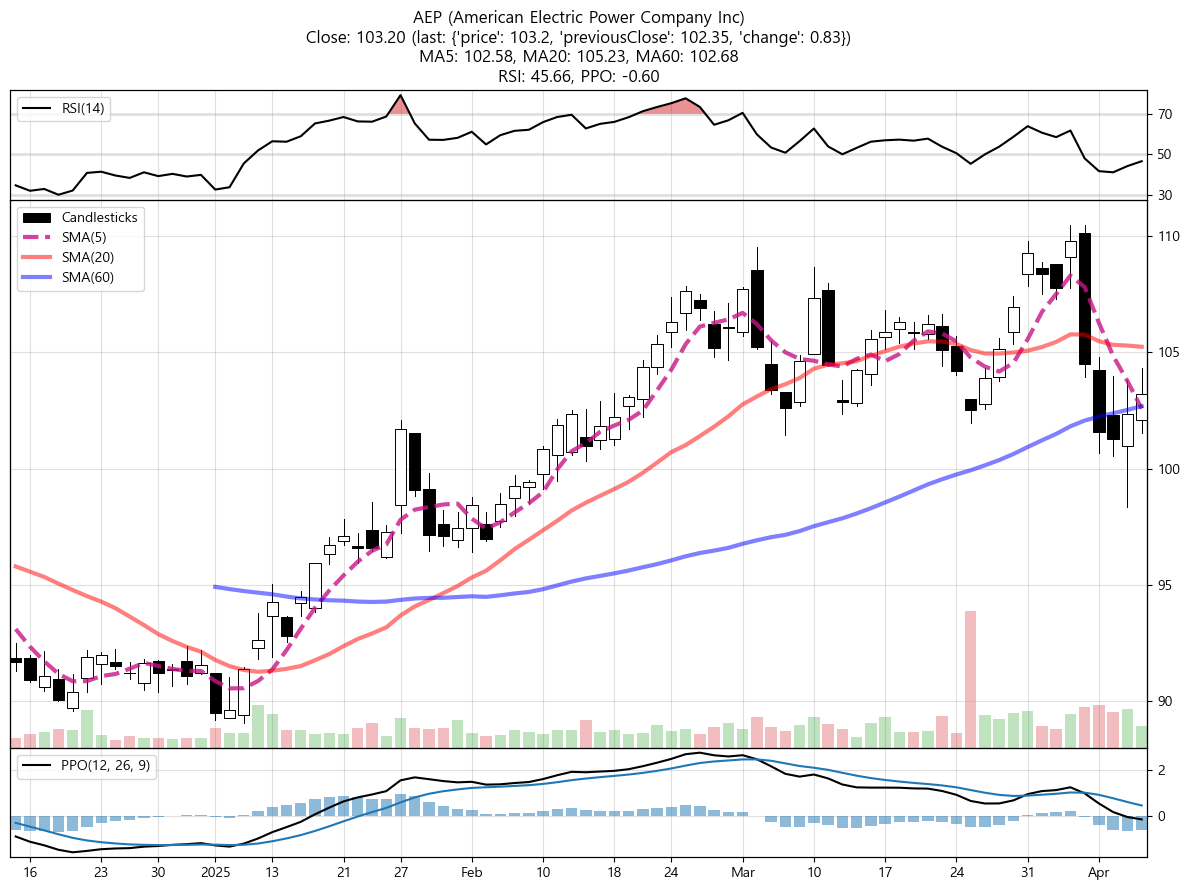 AEP (American Electric Power Company Inc)
Close: 103.20 (last: {'price': 103.2, 'previousClose': 102.35, 'change': 0.83})
MA5: 102.58, MA20: 105.23, MA60: 102.68
RSI: 45.66, PPO: -0.60
RSI(14)
70
50
30
Candlesticks
SMA(5)
SMA(20)
SMA(60)
110
105
100
95
90
PPO(12, 26, 9)
2
0
16 23 30 2025 13 21 27 Feb 10 18 24 Mar 10 17 24 31 Apr